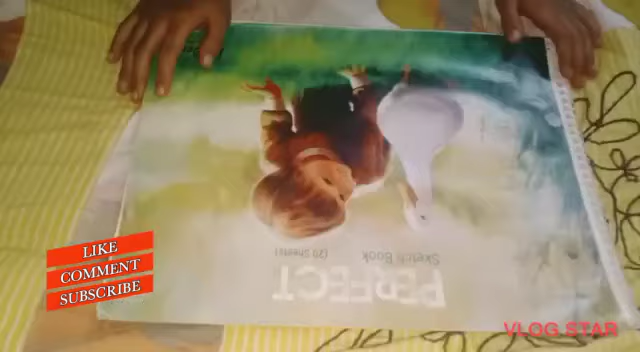 PERFECT
Sketch Book
(20 Sheets)
LIKE
COMMENT
SUBSCRIBE
VLOG STAR